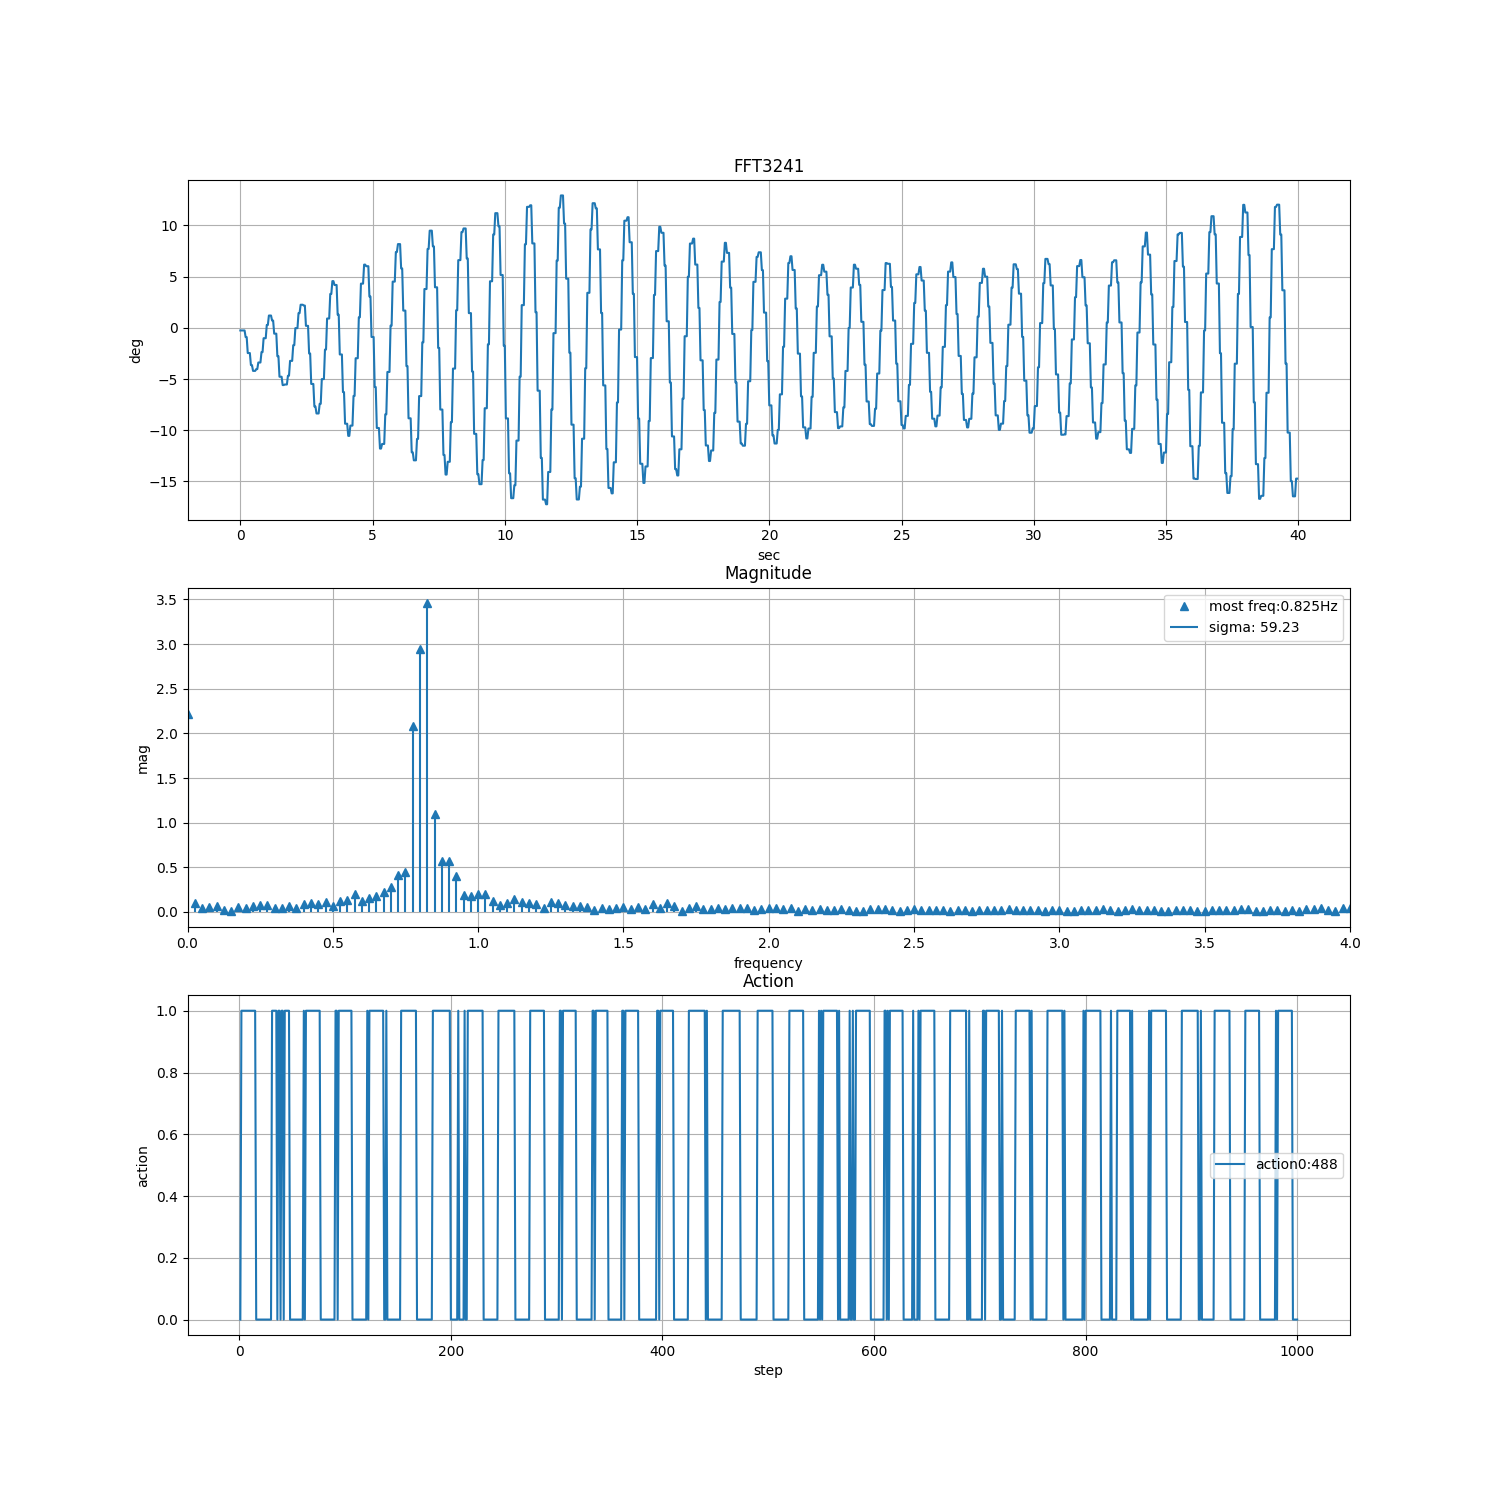 FFT3241
10
5
0
−5
−10
−15
deg
0 5 10 15 20 25 30 35 40
sec
Magnitude
3.5
3.0
2.5
2.0
1.5
1.0
0.5
0.0
mag
most freq:0.825Hz
sigma: 59.23
0.0 0.5 1.0 1.5 2.0 2.5 3.0 3.5 4.0
frequency
Action
1.0
0.8
0.6
0.4
0.2
0.0
action
action0:488
0 200 400 600 800 1000
step